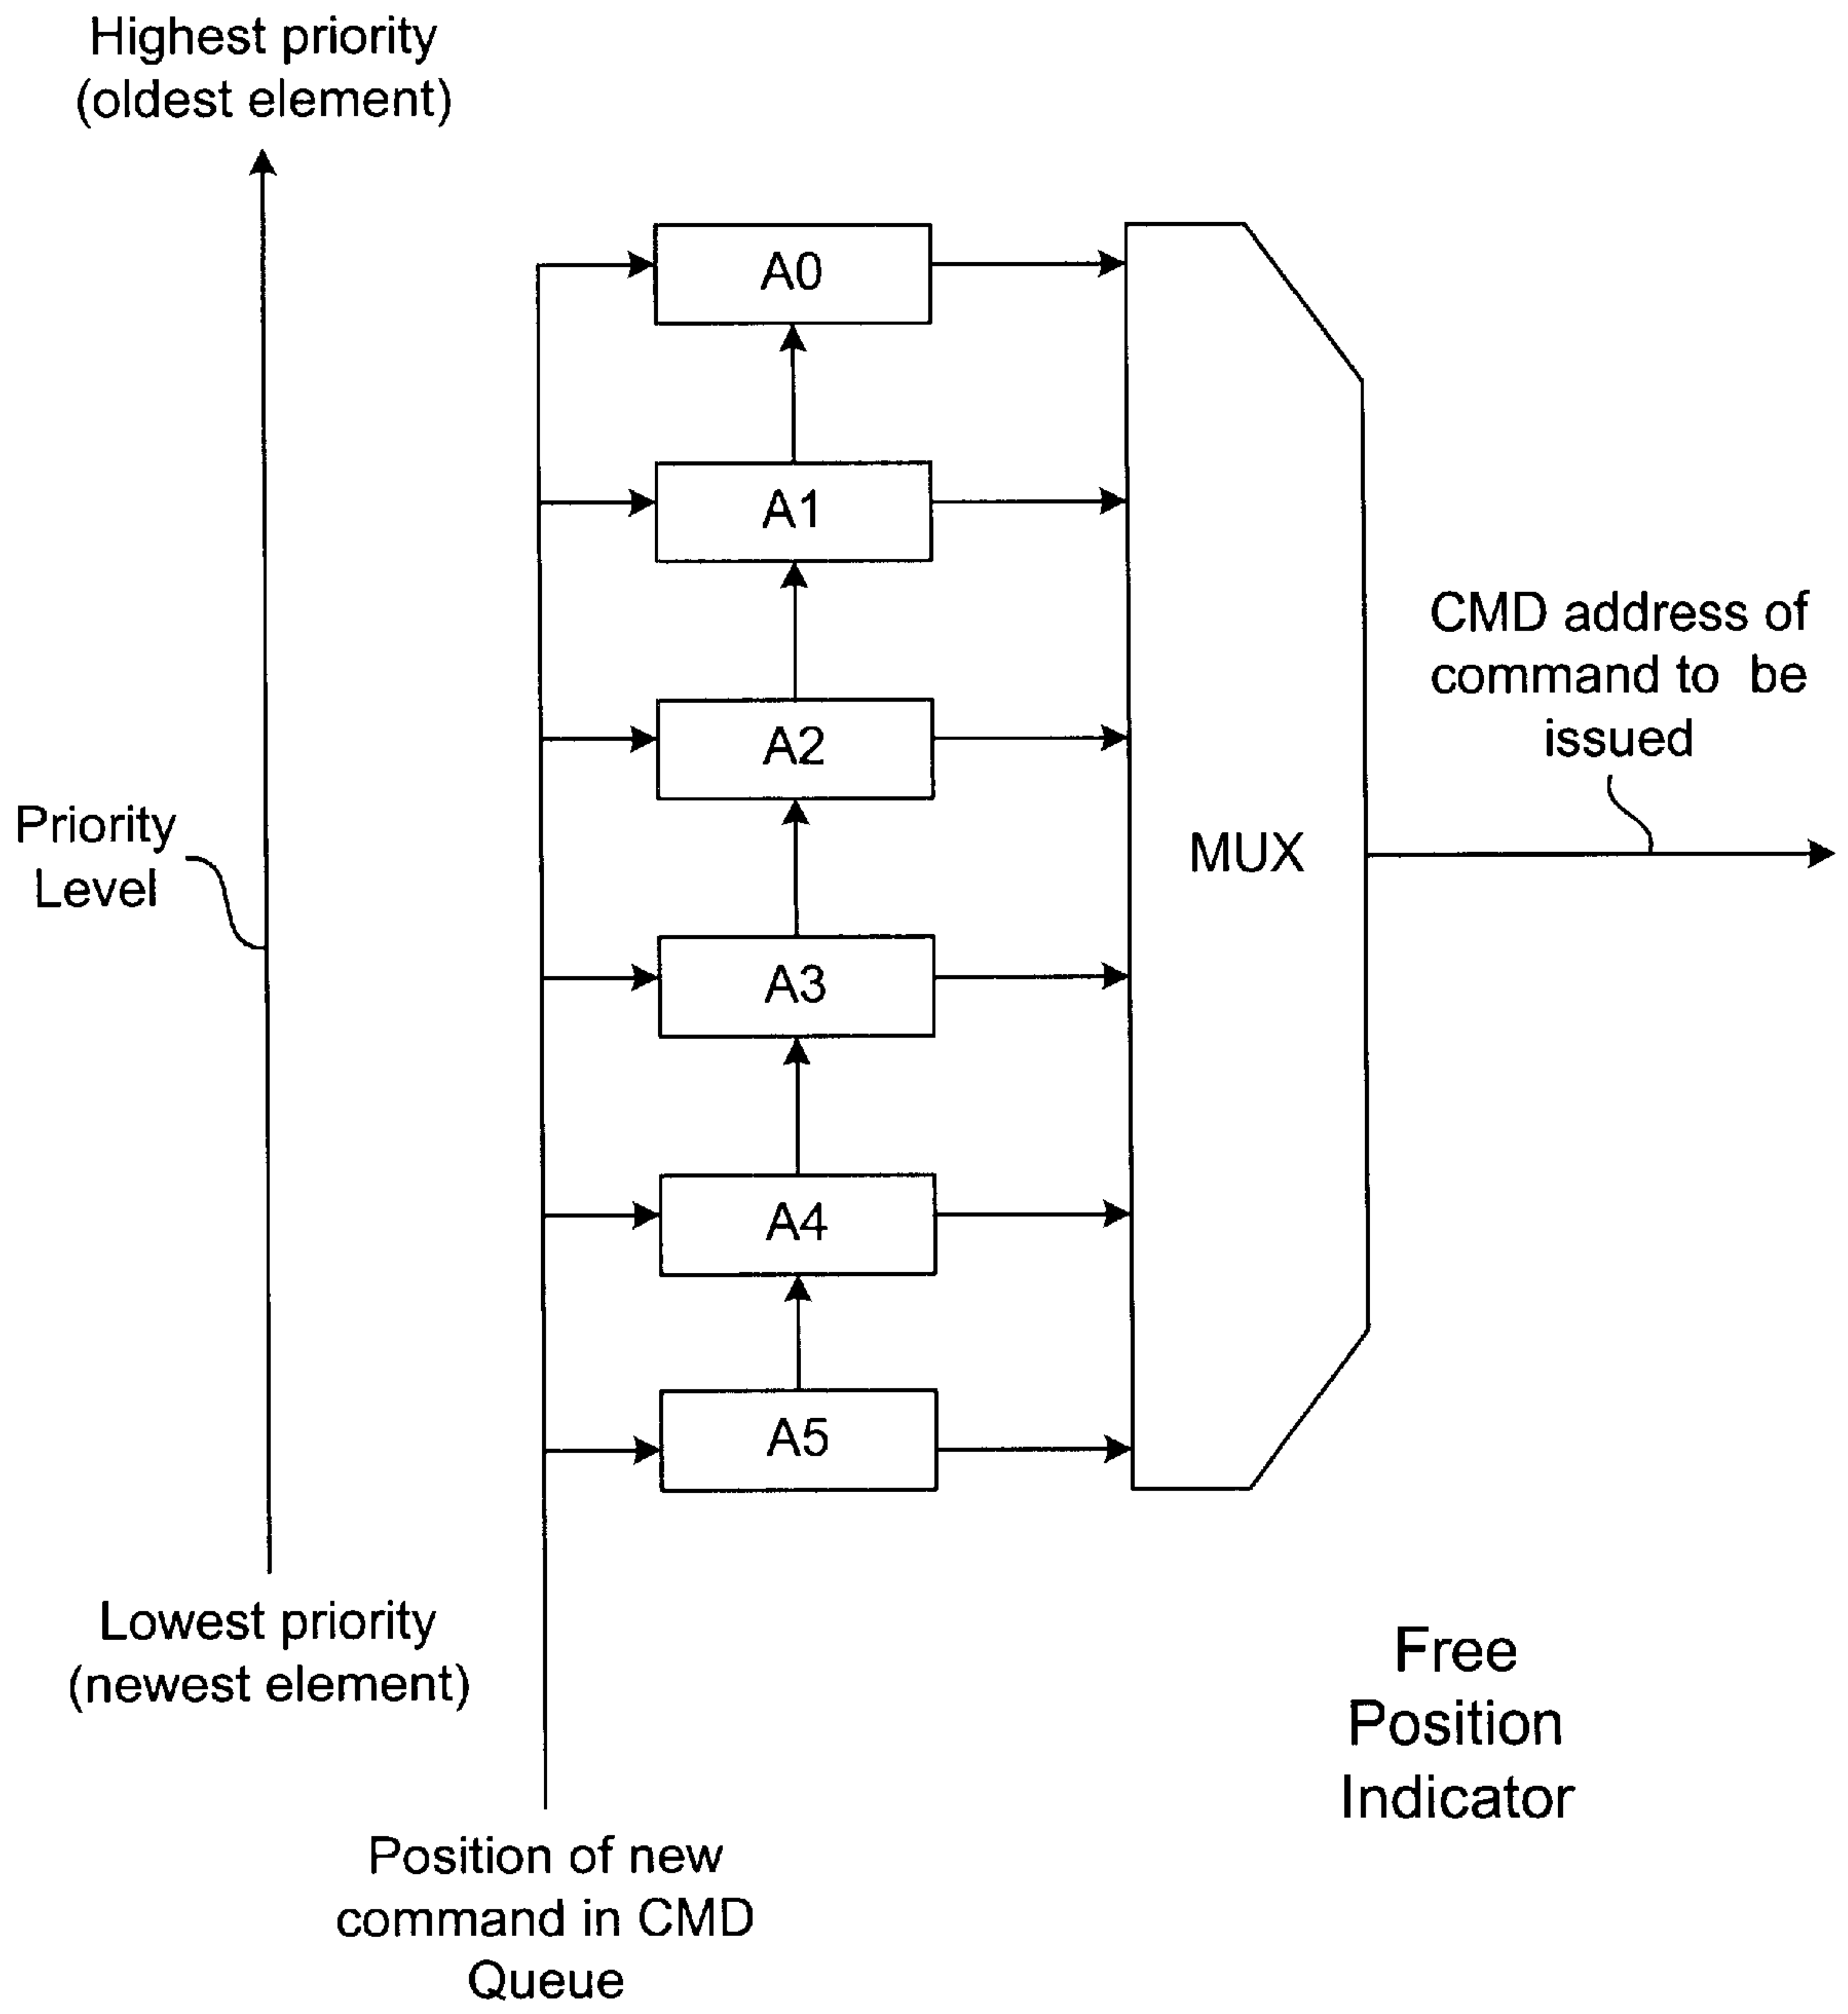 Highest priority
(oldest element)
A0
A1
CMD address of
command to be
issued
A2
Priority
Level
MUX
A3
A4
A5
Lowest priority
(newest element)
Free
Position
Indicator
Position of new
command in CMD
Queue